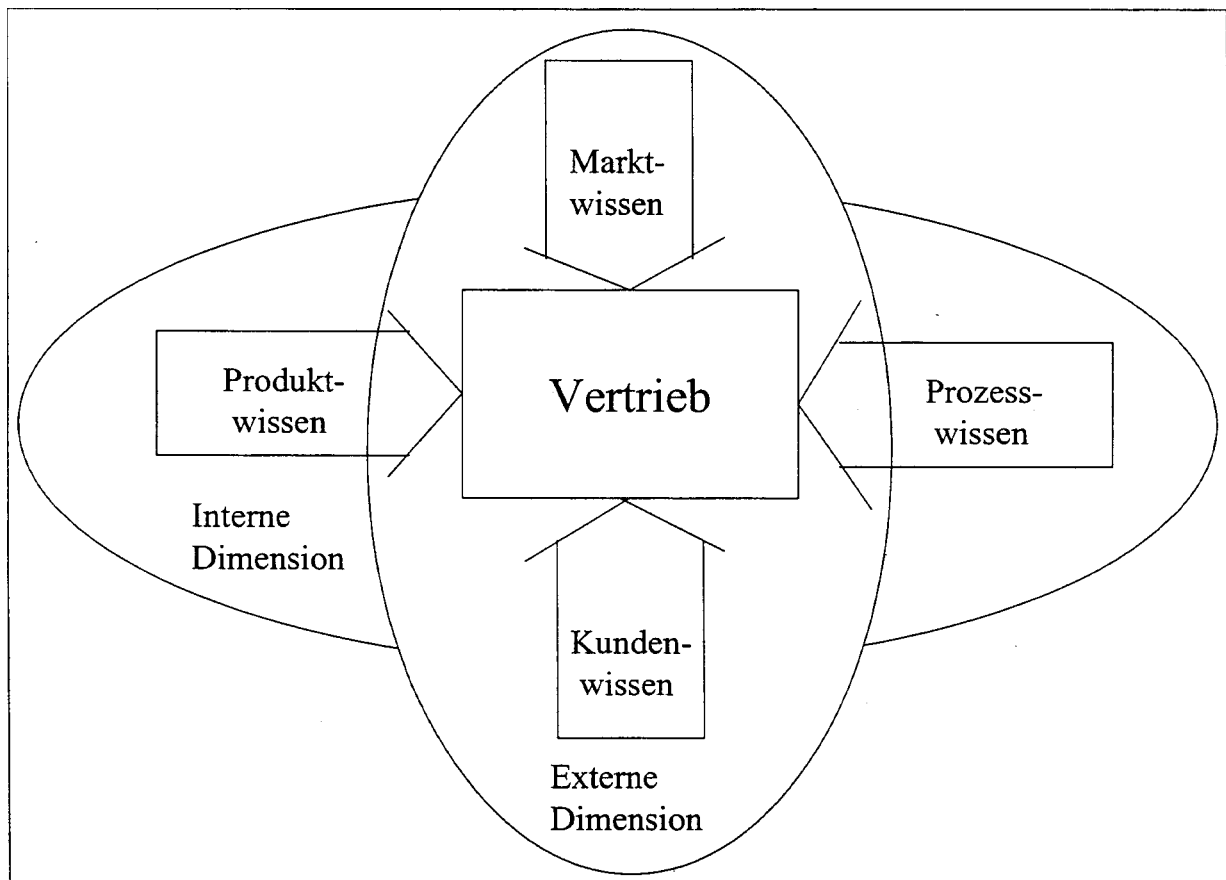 Markt-
wissen
Produkt-
wissen
Vertrieb
Prozess-
wissen
Interne
Dimension
Kunden-
wissen
Externe
Dimension